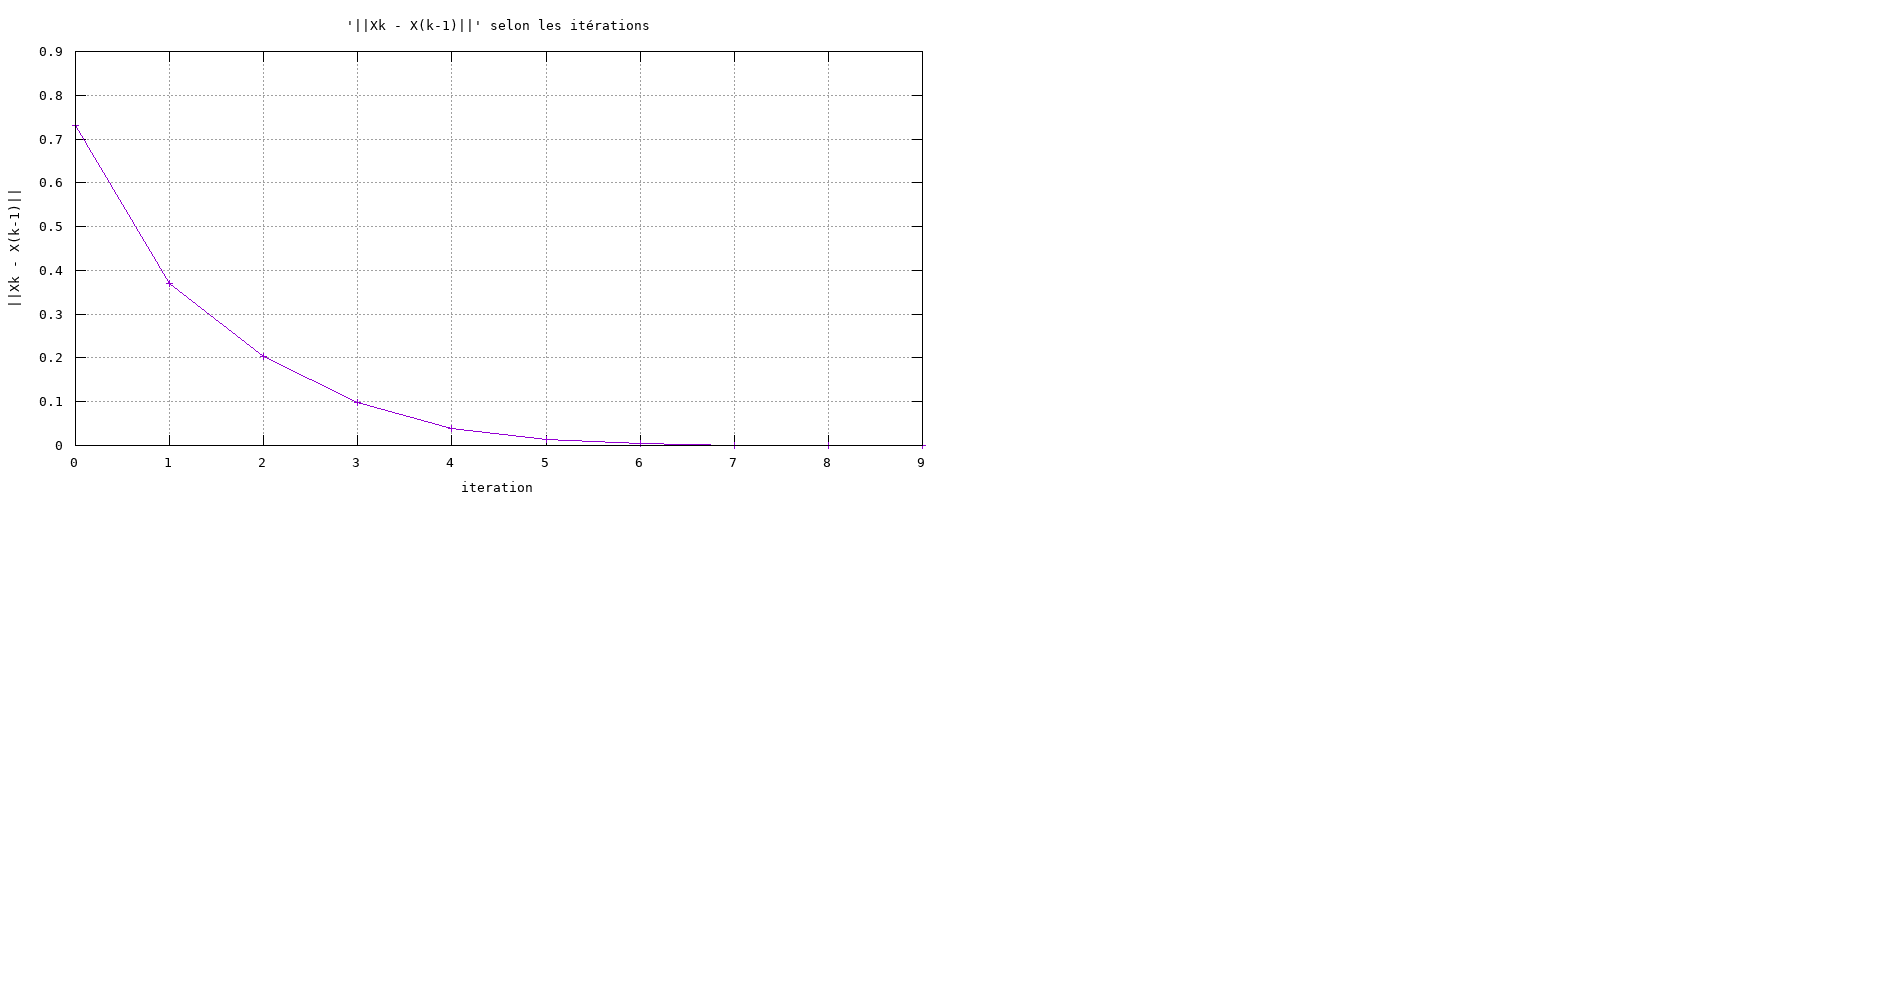 '||Xk - X(k-1)||' selon les itérations
0.9
0.8
0.7
0.6
0.5
0.4
0.3
0.2
0.1
0
||Xk - X(k-1)||
0 1 2 3 4 5 6 7 8 9
iteration